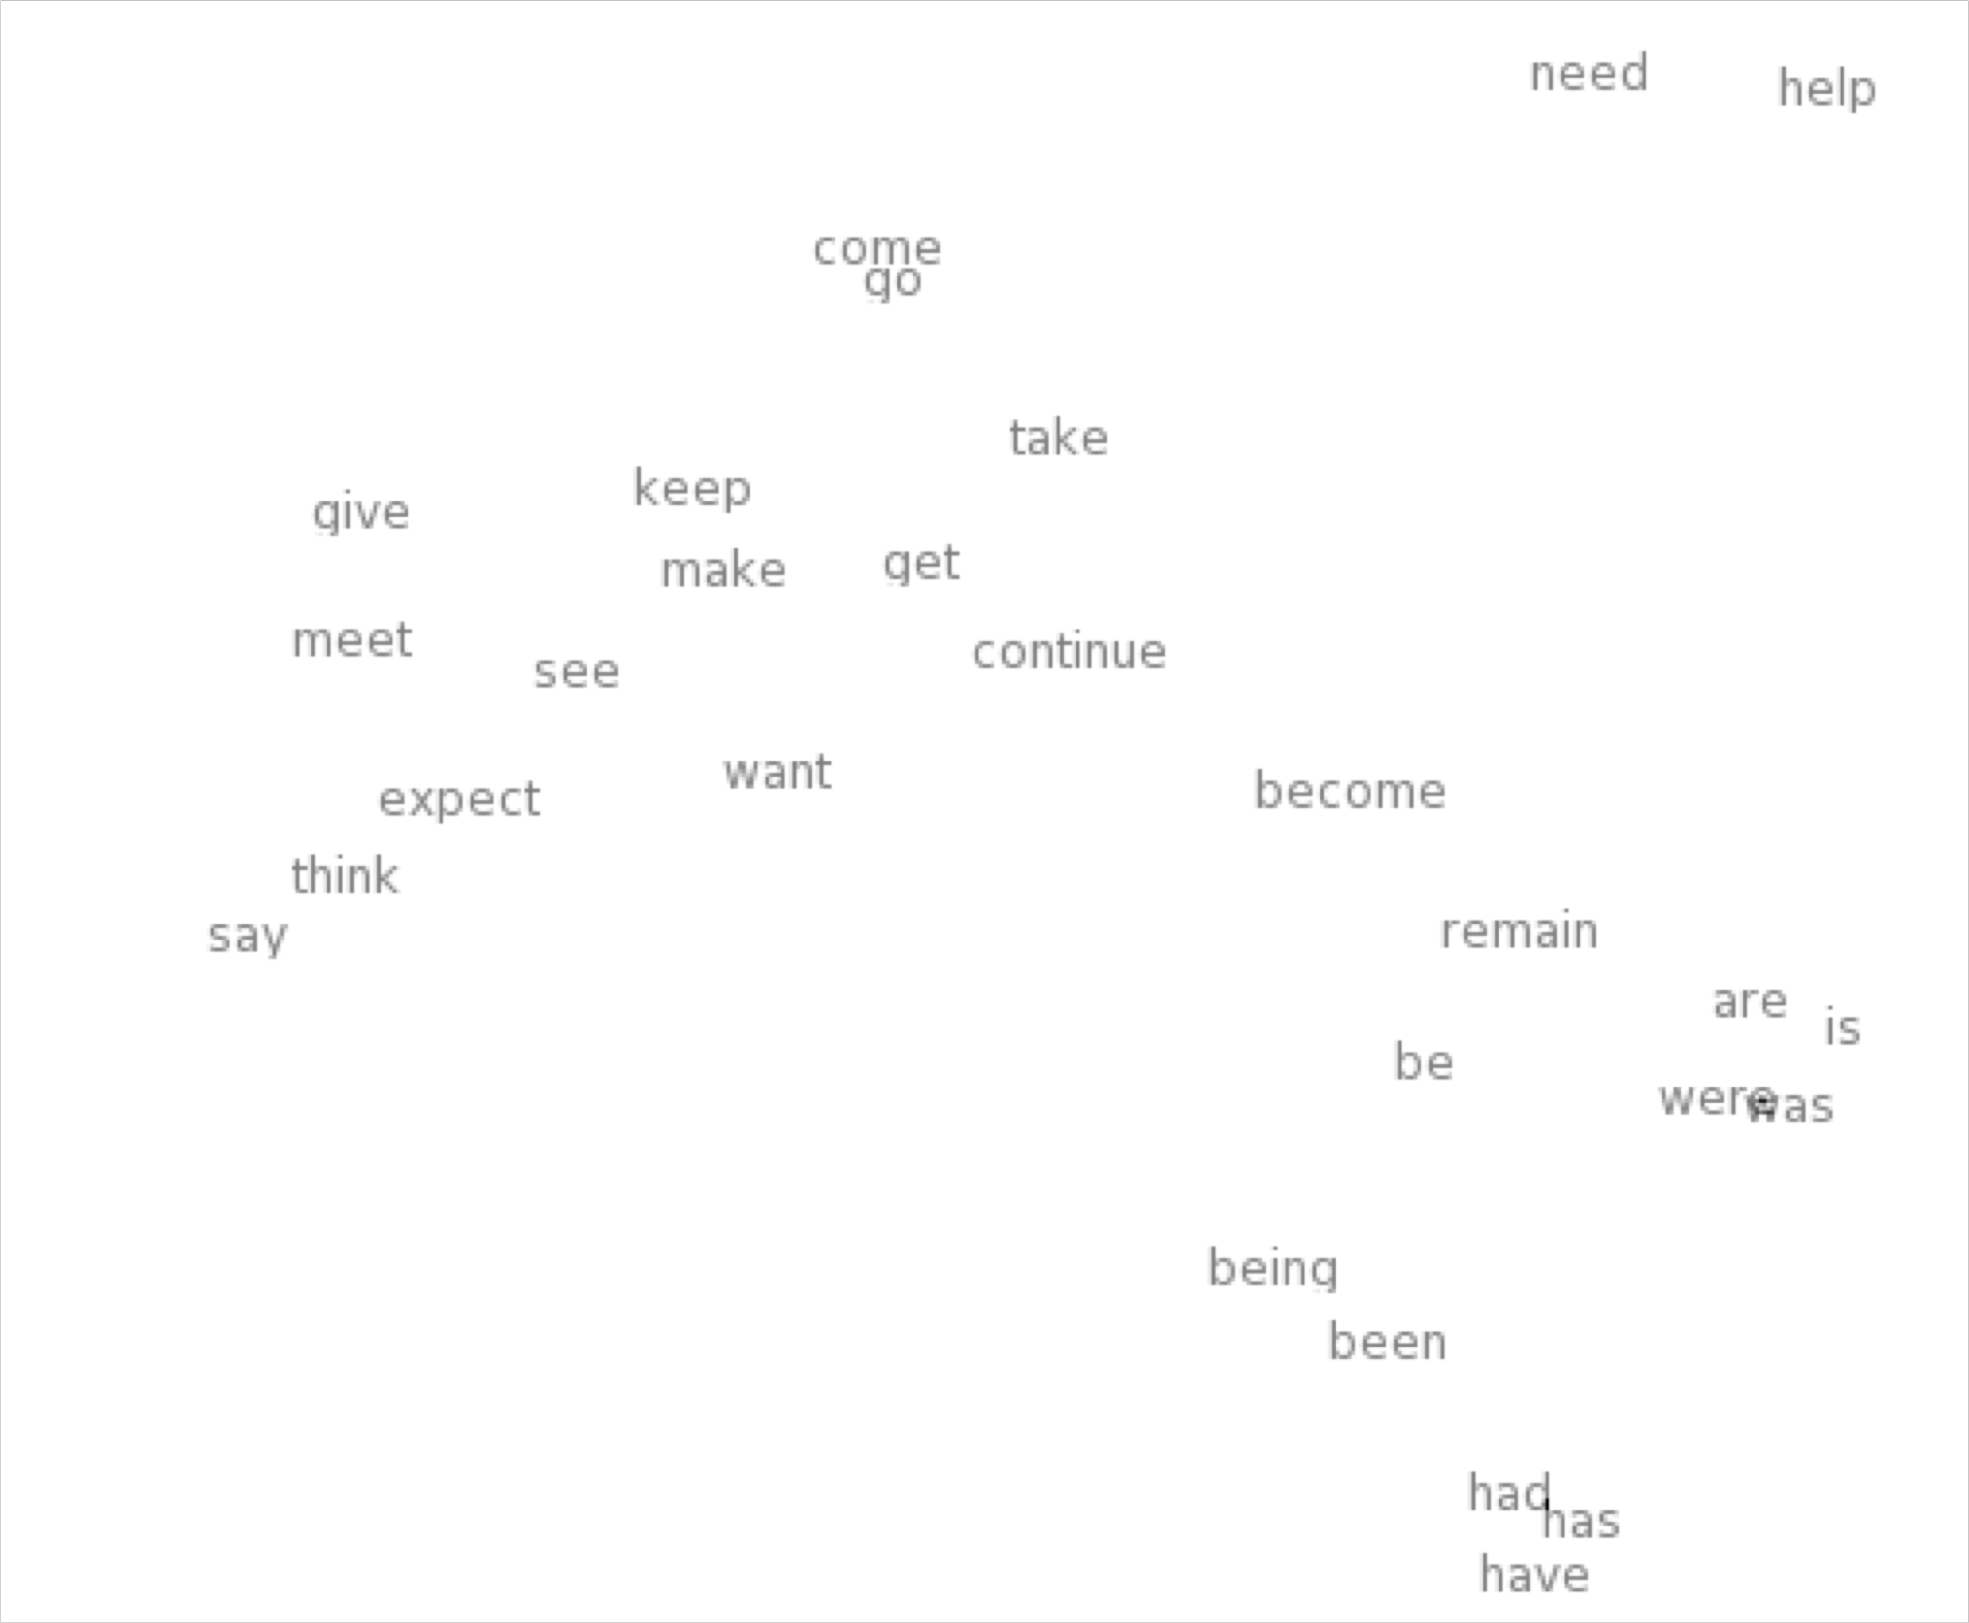 need help
come
go
take
keep
give
get
make
meet
continue
see
want
become
expect
think
remain
say
are
is
be
were was
being
been
had
has
have